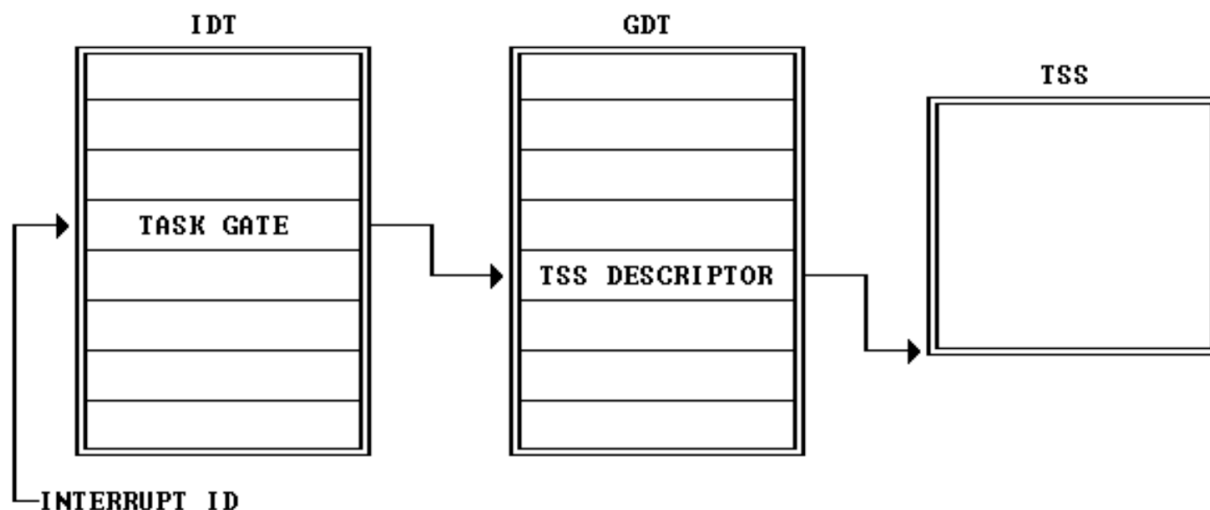 IDT
GDT
TSS
TASK GATE
TSS DESCRIPTOR
INTERRUPT ID